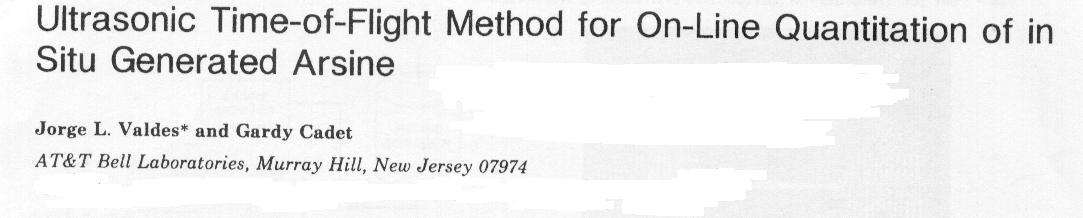 Ultrasonic Time-of-Flight Method for On-Line Quantitation of in
Situ Generated Arsine
Jorge L. Valdes* and Gardy Cadet
AT&T Bell Laboratories, Murray Hill, New Jersey 07974